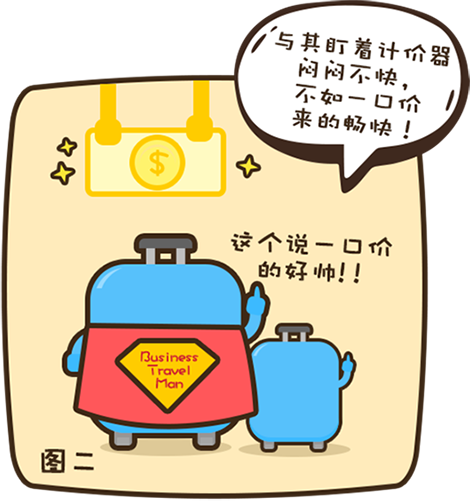 与其盯着计价器
闷闷不快，
不如一口价
来的畅快！
$
这个说一口价
的好帅!!
Business
Travel
Man
图二